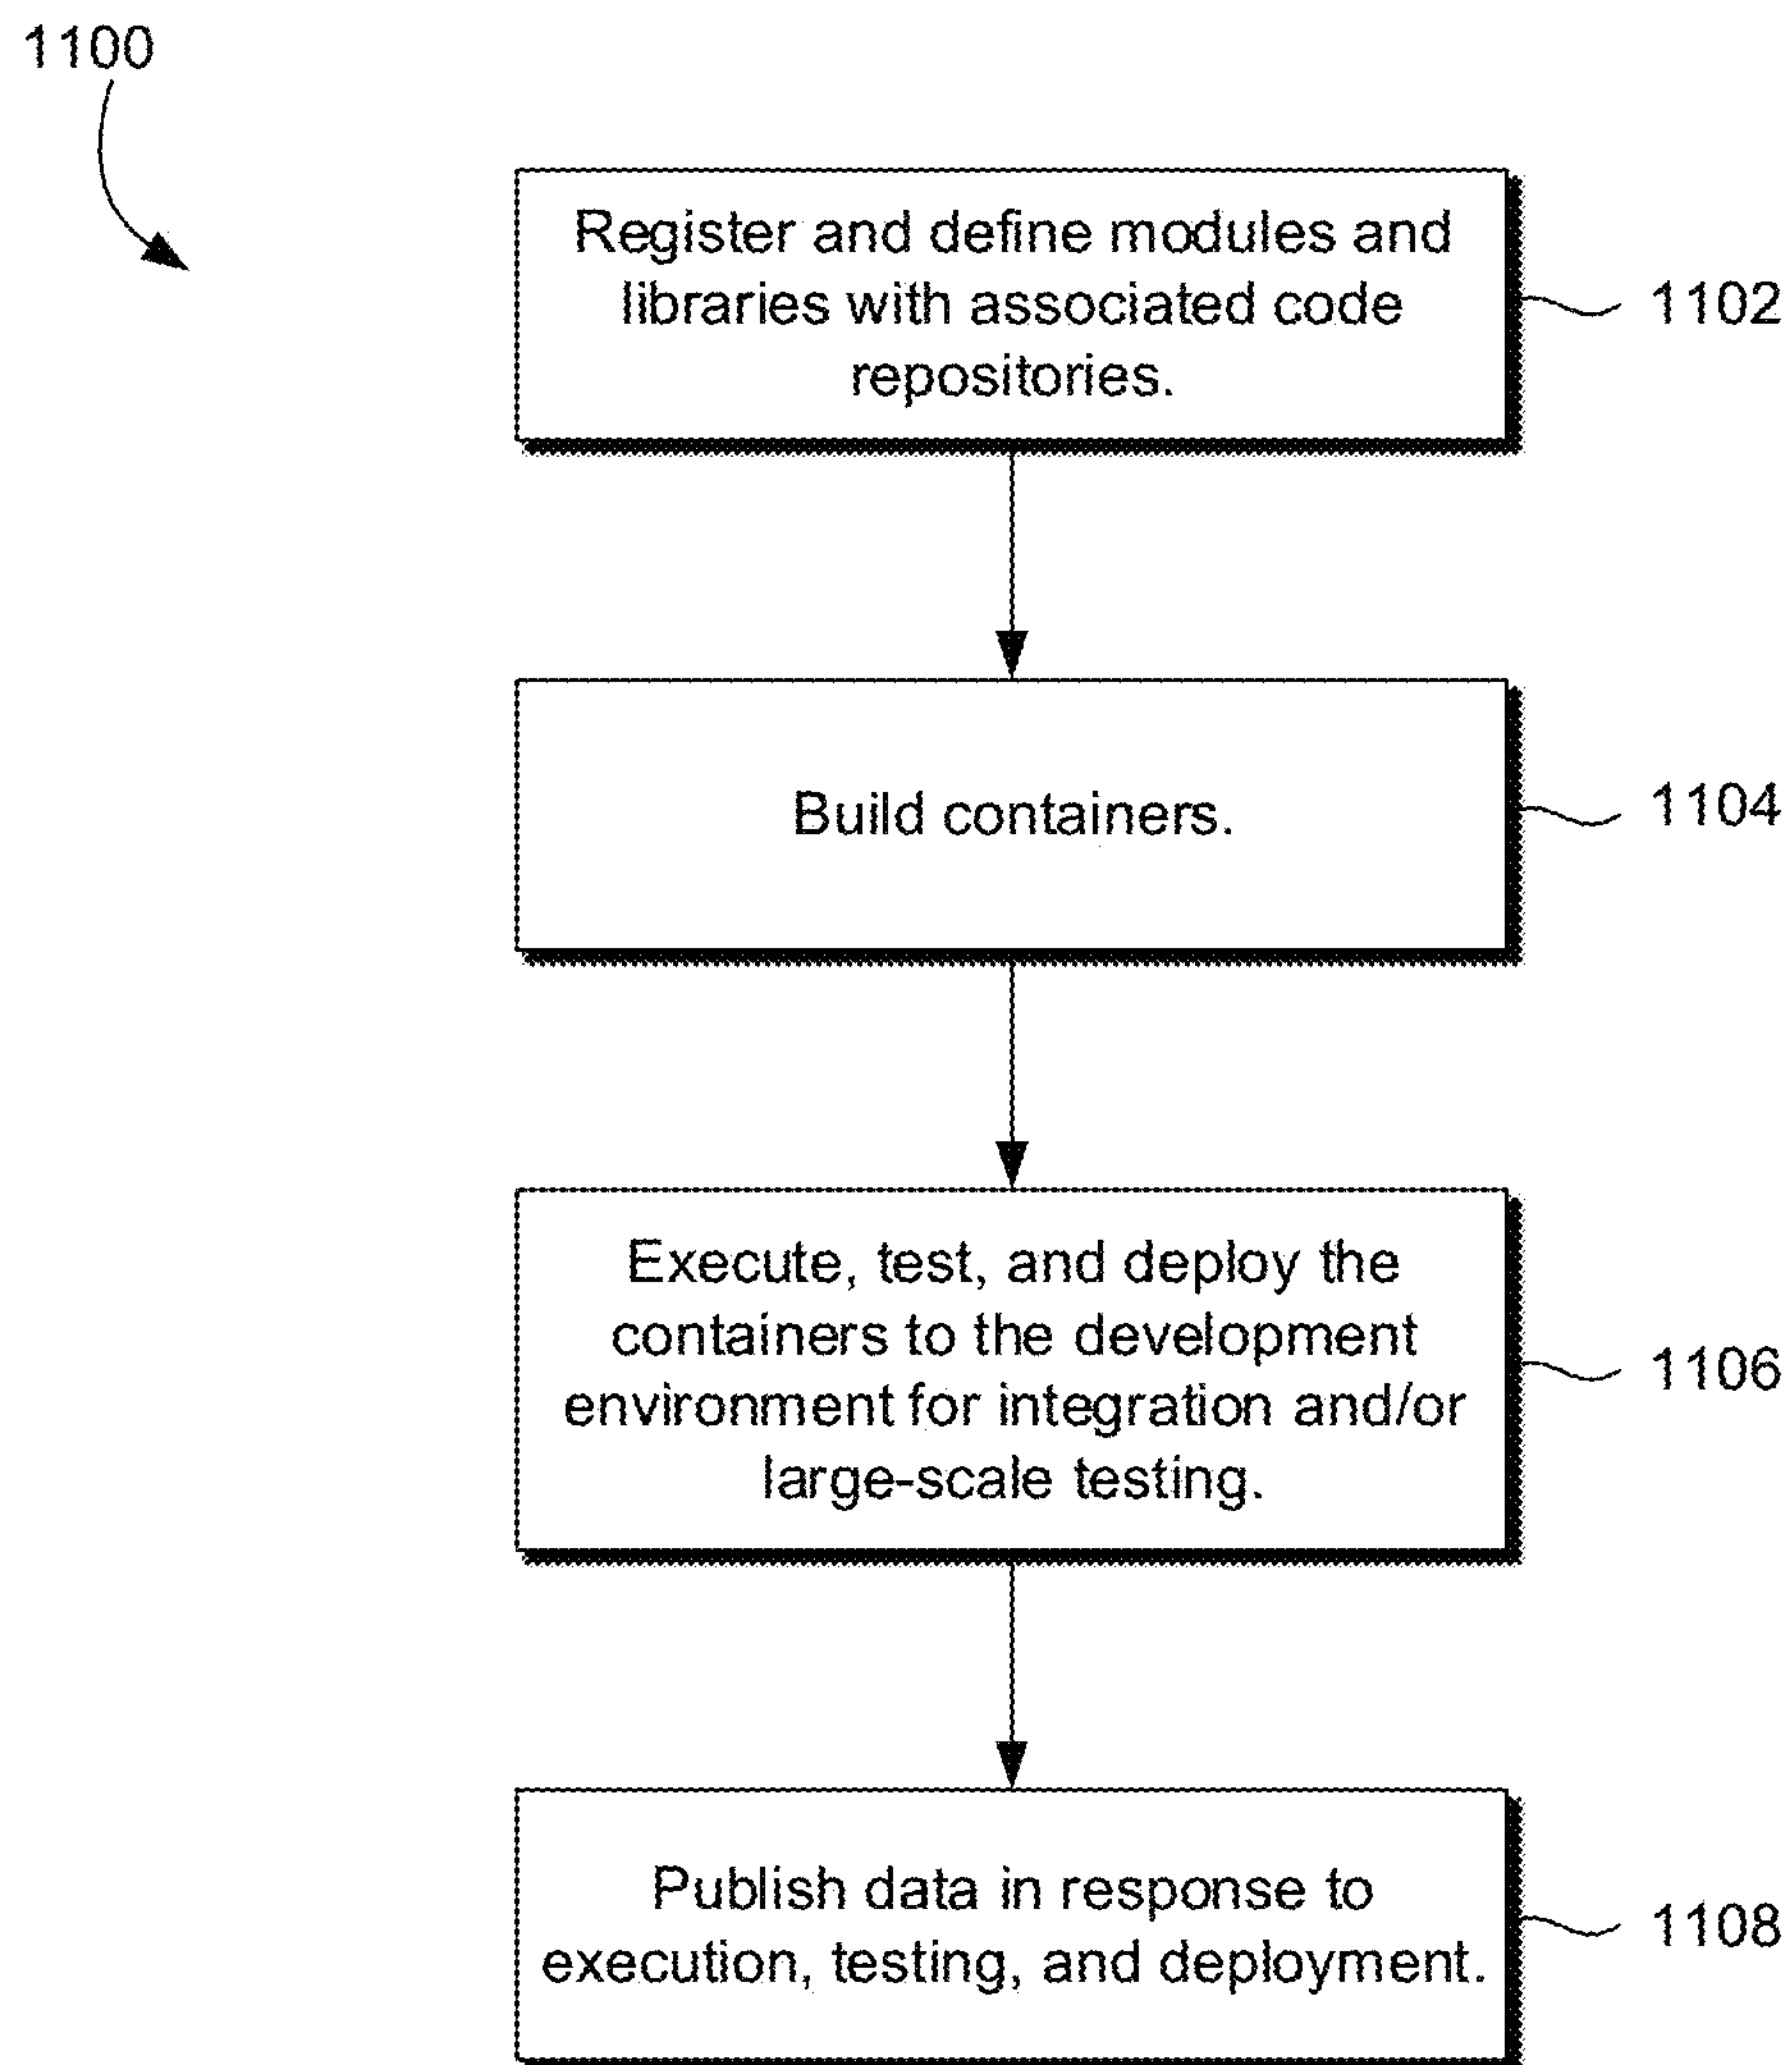 1100
Register and define modules and
libraries with associated code
repositories.
1102
Build containers.
1104
Execute, test, and deploy the
containers to the development
environment for integration and/or
large-scale testing.
1106
Publish data in response to
execution, testing, and deployment.
1108